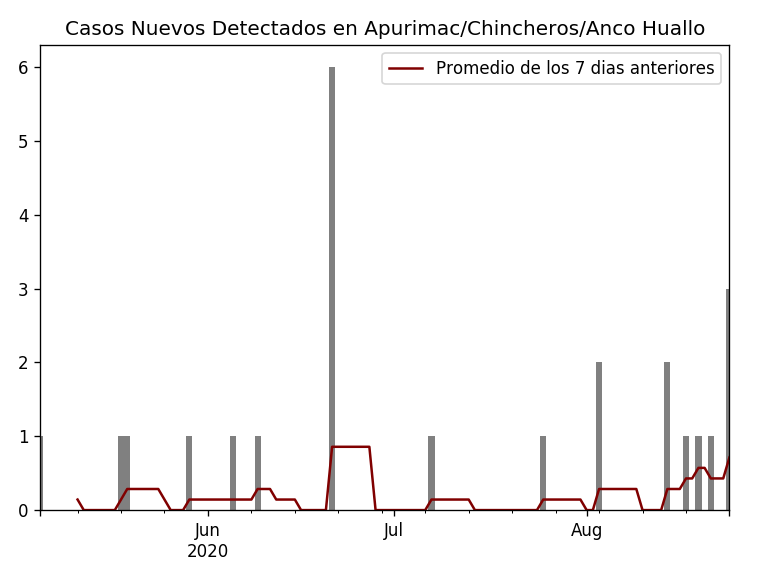 Casos Nuevos Detectados en Apurimac/Chincheros/Anco Huallo
Promedio de los 7 dias anteriores
6
5
4
3
2
1
0
Jun
2020
Jul
Aug